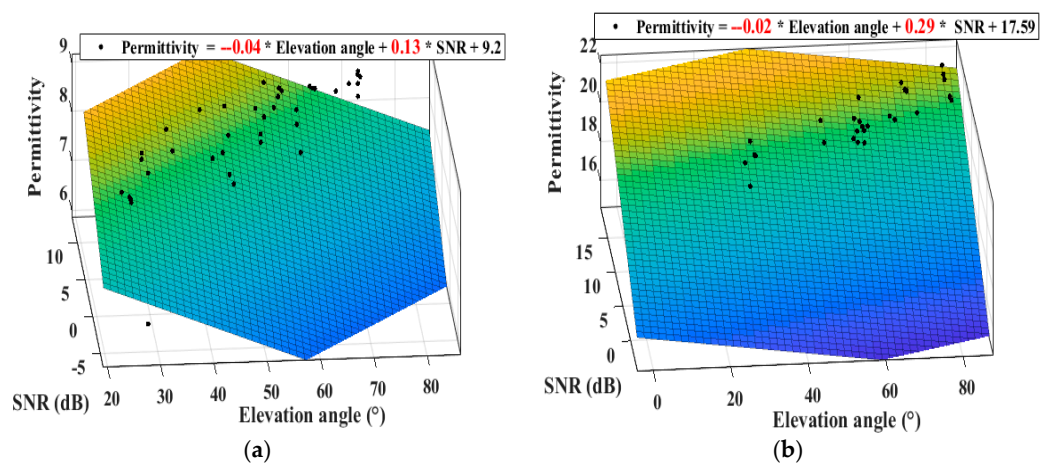 (a)
Permittivity = --0.04 * Elevation angle + 0.13 * SNR + 9.2
9
8
7
6
Permittivity
10
5
0
-5
SNR (dB)
20
30
40
50
60
70
80
Elevation angle (°)
(a)
(b)
Permittivity = --0.02 * Elevation angle + 0.29 * SNR + 17.59
22
20
18
16
Permittivity
15
10
5
0
SNR (dB)
0
20
40
60
80
Elevation angle (°)
(b)